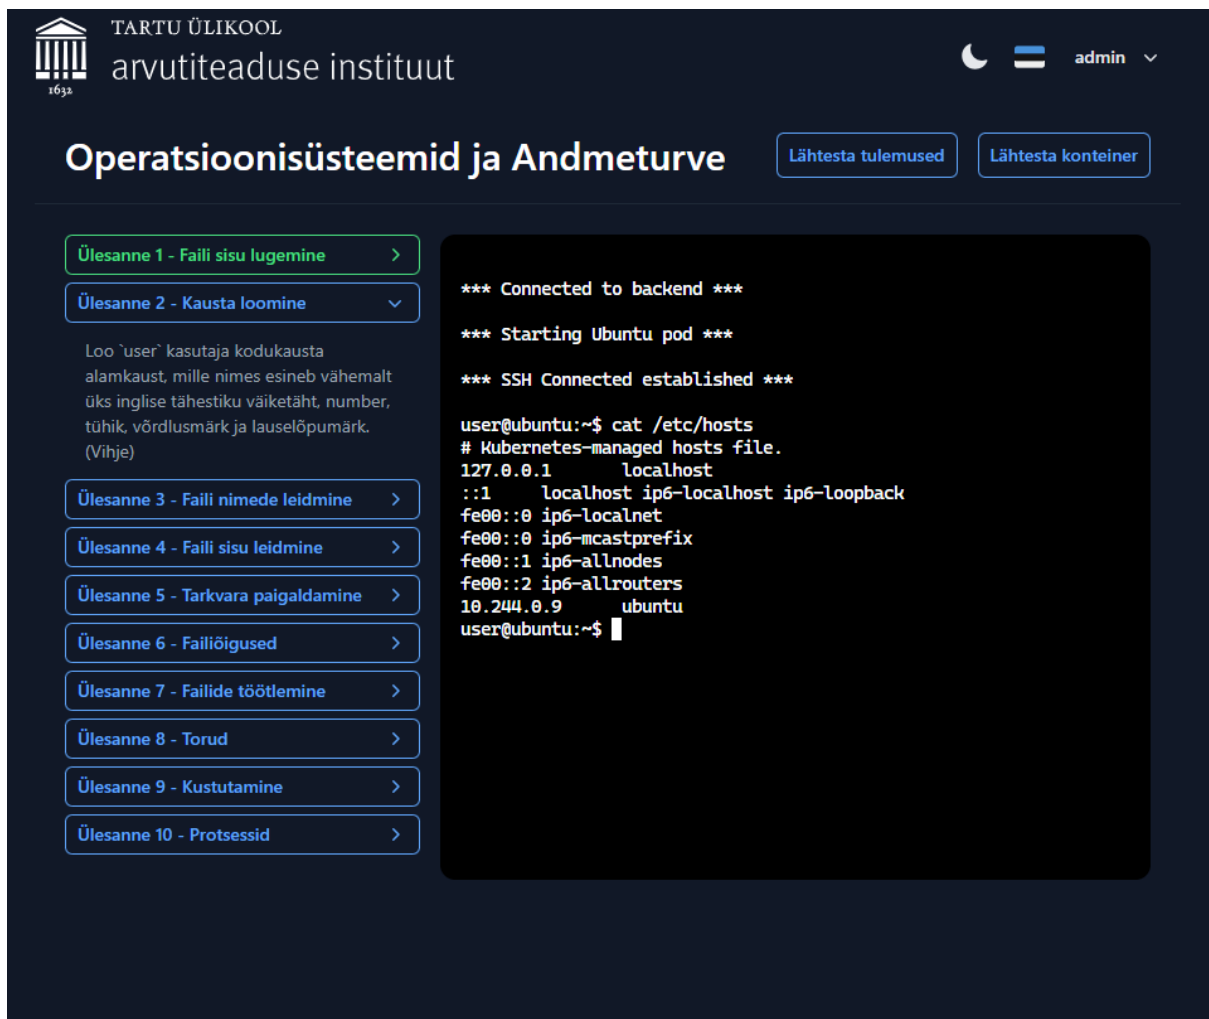 TARTU ÜLIKOOL
arvutiteaduse instituut
1632
admin
Operatsioonisüsteemid ja Andmeturve
Lähtesta tulemused
Lähtesta konteiner
Ülesanne 1 - Faili sisu lugemine
Ülesanne 2 - Kausta loomine
Loo `user` kasutaja kodukausta
alamkaust, mille nimes esineb vähemalt
üks inglise tähestiku väiketäht, number,
tühik, võrdlusmärk ja lauselõpumärk.
(Vihje)
Ülesanne 3 - Faili nimede leidmine
Ülesanne 4 - Faili sisu leidmine
Ülesanne 5 - Tarkvara paigaldamine
Ülesanne 6 - Failiõigused
Ülesanne 7 - Failide töötlemine
Ülesanne 8 - Torud
Ülesanne 9 - Kustutamine
Ülesanne 10 - Protsessid
*** Connected to backend ***
*** Starting Ubuntu pod ***
*** SSH Connected established ***
user@ubuntu:~$ cat /etc/hosts
# Kubernetes-managed hosts file.
127.0.0.1 localhost
::1 localhost ip6-localhost ip6-loopback
fe00::0 ip6-localnet
fe00::0 ip6-mcastprefix
fe00::1 ip6-allnodes
fe00::2 ip6-allrouters
10.244.0.9 ubuntu
user@ubuntu:~$